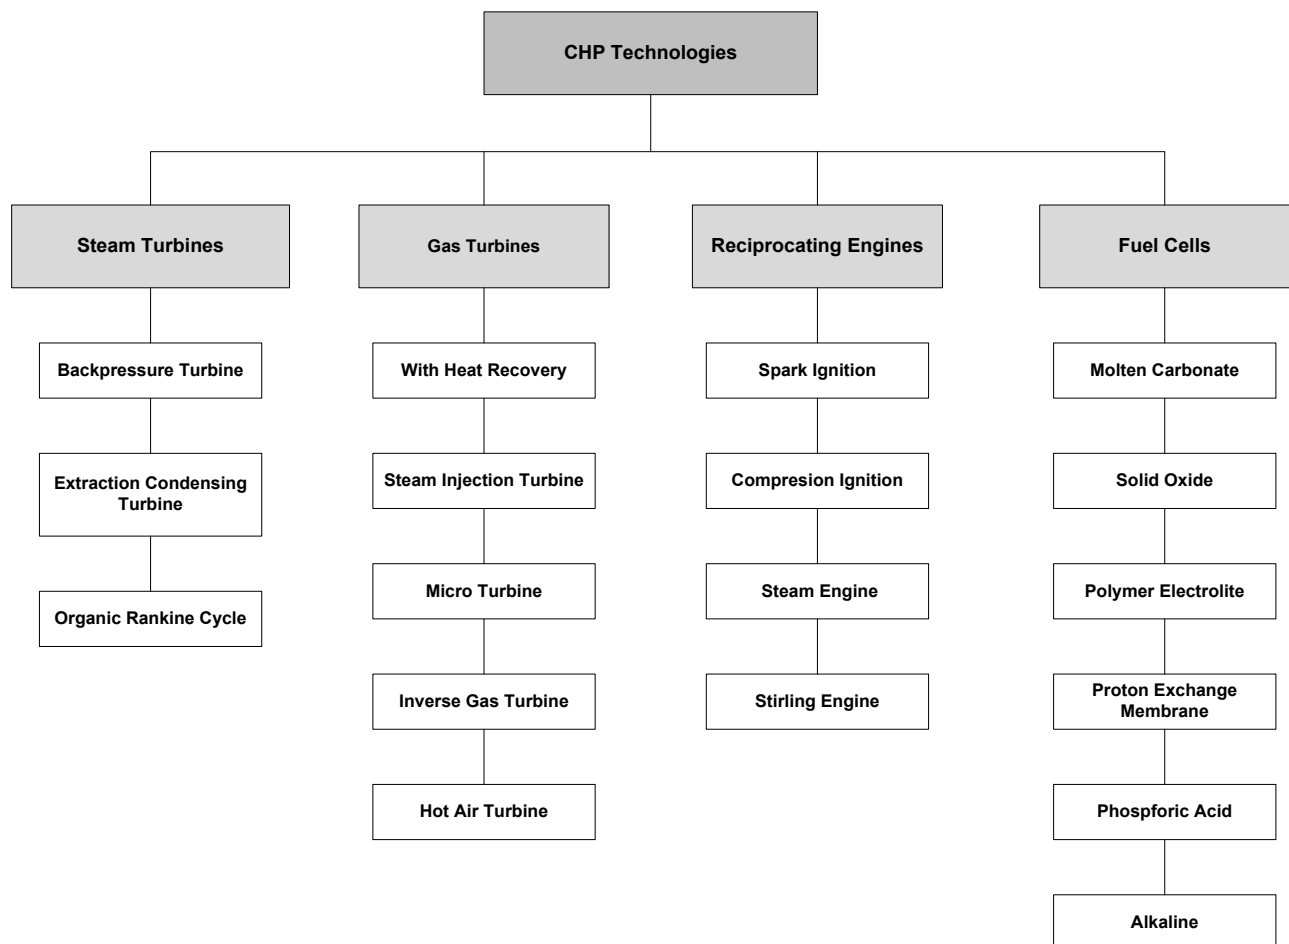 CHP Technologies
Steam Turbines
Gas Turbines
Reciprocating Engines
Fuel Cells
Backpressure Turbine
With Heat Recovery
Spark Ignition
Molten Carbonate
Extraction Condensing
Turbine
Steam Injection Turbine
Compresion Ignition
Solid Oxide
Organic Rankine Cycle
Micro Turbine
Steam Engine
Polymer Electrolite
Inverse Gas Turbine
Stirling Engine
Proton Exchange
Membrane
Hot Air Turbine
Phospforic Acid
Alkaline